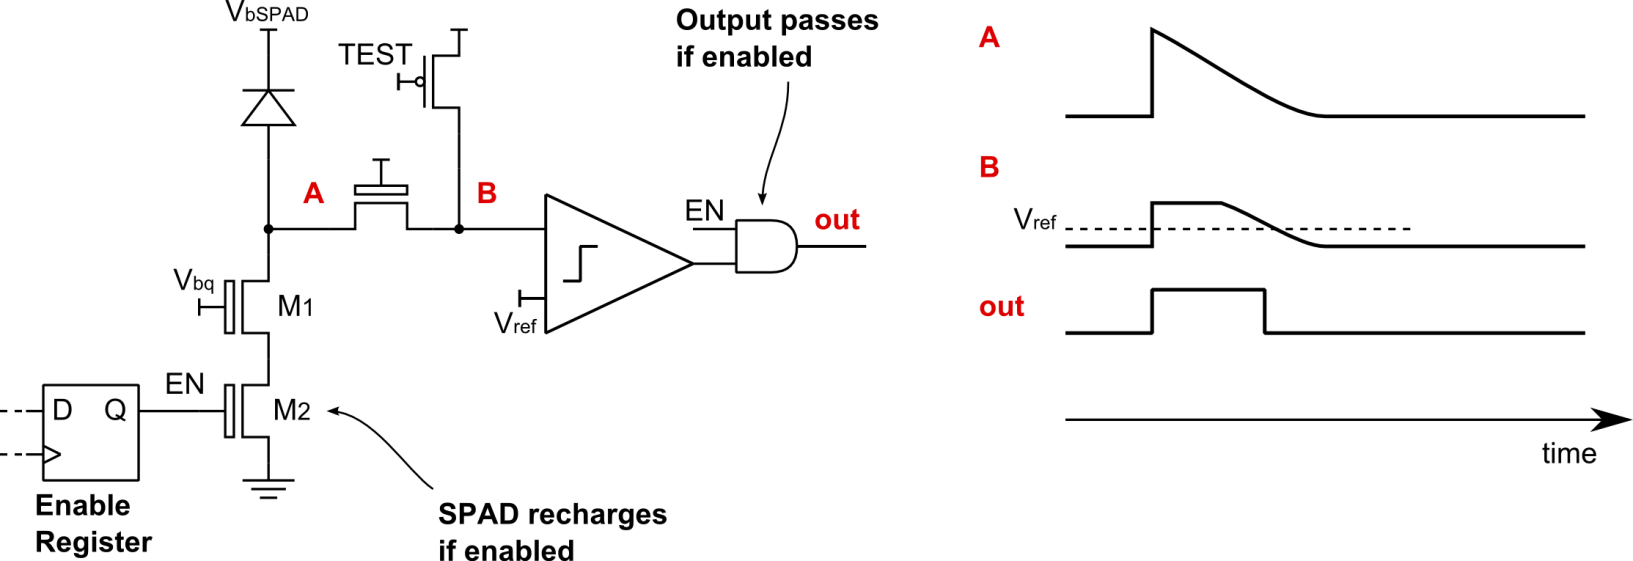 VbSPAD
TEST
A
B
Output passes
if enabled
EN
out
Vref
Vbq
M1
EN
M2
D Q
Enable
Register
SPAD recharges
if enabled
A
B
Vref
out
time